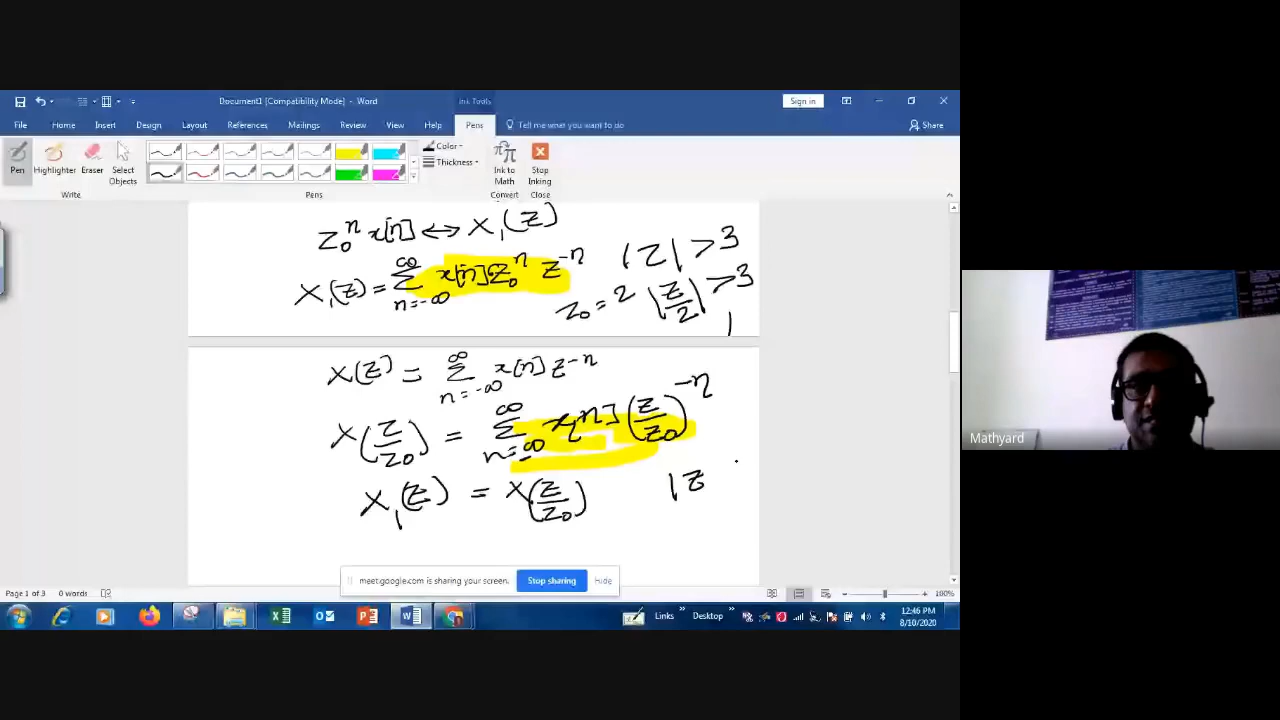 Document1 [Compatibility Mode] - Word
Ink Tools
Sign in
File Home Insert Design Layout References Mailings Review View Help Pens Tell me what you want to do Share
Pen Highlighter Eraser Select Objects
Color
Thickness
Ink to Math
Stop Inking
Write Pens Convert Close
z₀ⁿ x[n] ↔ X₁(z)
|z| > 3
X₁(z) = ∑ₙ₌₋∞^∞ x[n] z₀ⁿ z⁻ⁿ
z₀ = 2 |z/2| > 3
X(z) = ∑ₙ₌₋∞^∞ x[n] z⁻ⁿ
X(z/z₀) = ∑ₙ₌₋∞^∞ x[n] (z/z₀)⁻ⁿ
X₁(z) = X(z/z₀) |z
Mathyard
meet.google.com is sharing your screen. Stop sharing Hide
Page 1 of 3 0 words 100%
Links Desktop 12:46 PM
8/10/2020